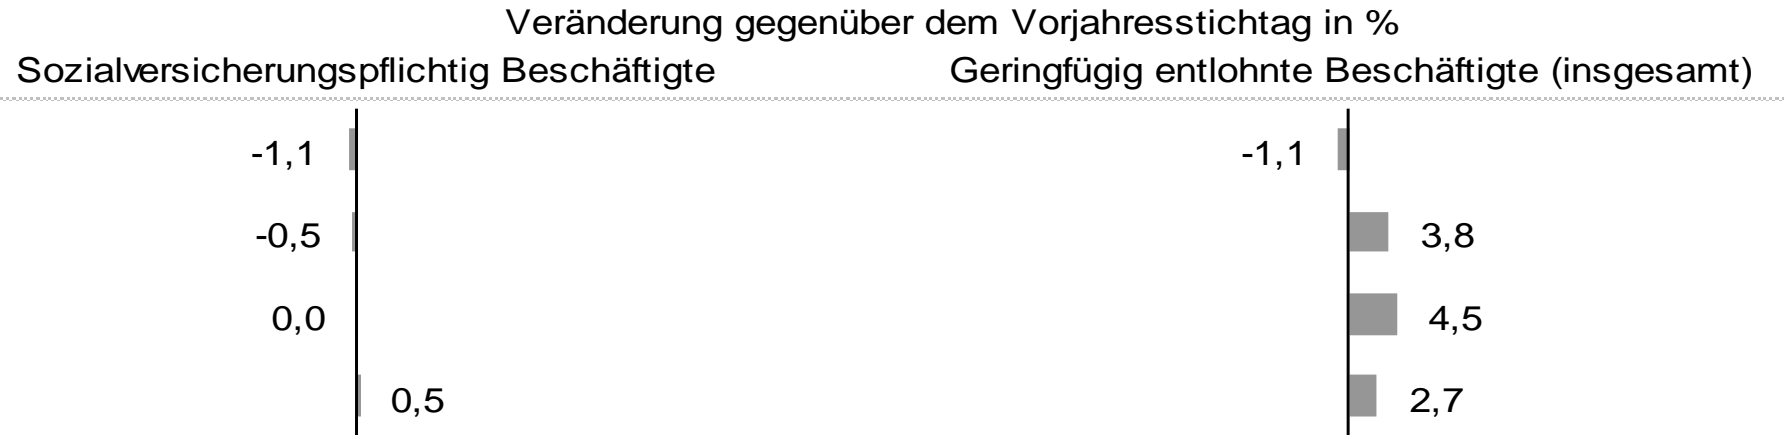 Veränderung gegenüber dem Vorjahresstichtag in %
Sozialversicherungspflichtig Beschäftigte Geringfügig entlohnte Beschäftigte (insgesamt)
-1,1 -1,1
-0,5 3,8
0,0 4,5
0,5 2,7